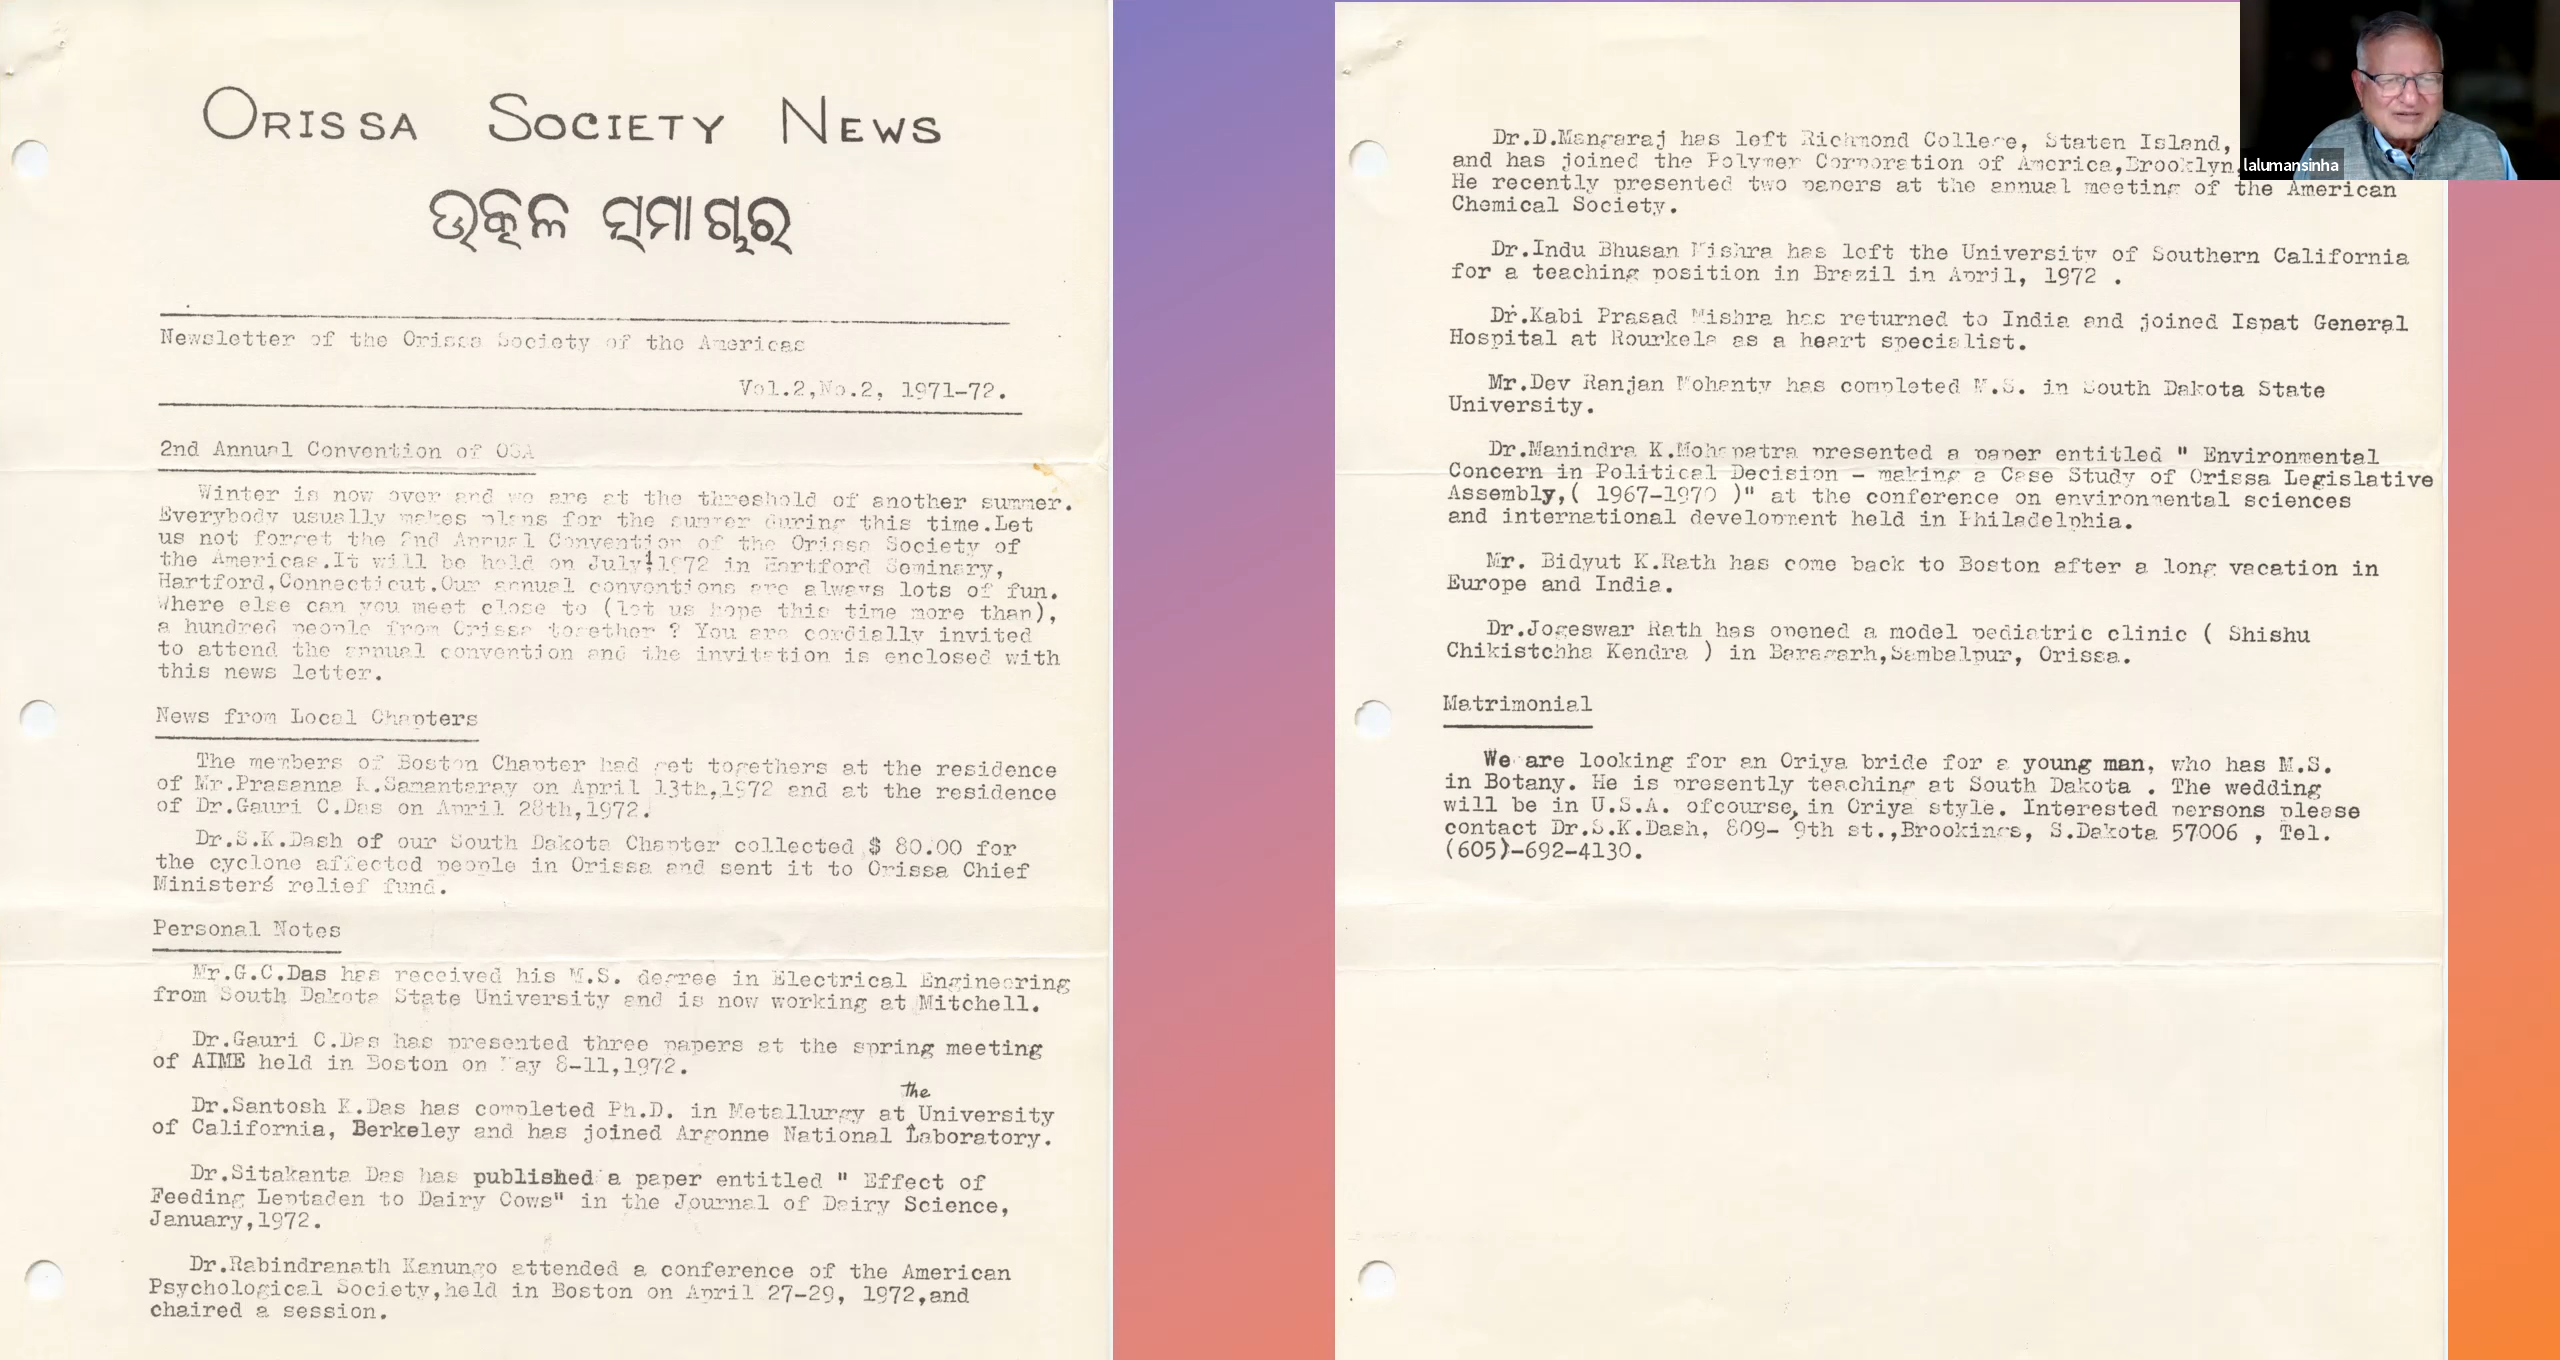 ORISSA SOCIETY NEWS
ଉତ୍କଳ ସମାଚାର
Newsletter of the Orissa Society of the Americas
Vol.2,No.2, 1971-72.
2nd Annual Convention of OSA
Winter is now over and we are at the threshold of another summer.
Everybody usually makes plans for the summer during this time.Let
us not forget the 2nd Annual Convention of the Orissa Society of
the Americas.It will be held on July 1,1972 in Hartford Seminary,
Hartford,Connecticut.Our annual conventions are always lots of fun.
Where else can you meet close to (let us hope this time more than),
a hundred people from Orissa together ? You are cordially invited
to attend the annual convention and the invitation is enclosed with
this news letter.
News from Local Chapters
The members of Boston Chapter had get togethers at the residence
of Mr.Prasanna K.Samantaray on April 13th,1972 and at the residence
of Dr.Gauri C.Das on April 28th,1972.
Dr.S.K.Dash of our South Dakota Chapter collected $ 80.00 for
the cyclone affected people in Orissa and sent it to Orissa Chief
Minister's relief fund.
Personal Notes
Mr.G.C.Das has received his M.S. degree in Electrical Engineering
from South Dakota State University and is now working at Mitchell.
Dr.Gauri C.Das has presented three papers at the spring meeting
of AIME held in Boston on May 8-11,1972.
Dr.Santosh K.Das has completed Ph.D. in Metallurgy at the University
of California, Berkeley and has joined Argonne National Laboratory.
Dr.Sitakanta Das has published a paper entitled " Effect of
Feeding Leptaden to Dairy Cows" in the Journal of Dairy Science,
January,1972.
Dr.Rabindranath Kanungo attended a conference of the American
Psychological Society,held in Boston on April 27-29, 1972,and
chaired a session.
Dr.D.Mangaraj has left Richmond College, Staten Island,
and has joined the Polymer Corporation of America,Brooklyn,
He recently presented two papers at the annual meeting of the American
Chemical Society.
Dr.Indu Bhusan Mishra has left the University of Southern California
for a teaching position in Brazil in April, 1972 .
Dr.Kabi Prasad Mishra has returned to India and joined Ispat General
Hospital at Rourkela as a heart specialist.
Mr.Dev Ranjan Mohanty has completed M.S. in South Dakota State
University.
Dr.Manindra K.Mohapatra presented a paper entitled " Environmental
Concern in Political Decision - making a Case Study of Orissa Legislative
Assembly,( 1967-1970 )" at the conference on environmental sciences
and international development held in Philadelphia.
Mr. Bidyut K.Rath has come back to Boston after a long vacation in
Europe and India.
Dr.Jogeswar Rath has opened a model pediatric clinic ( Shishu
Chikistchha Kendra ) in Baragarh,Sambalpur, Orissa.
Matrimonial
We are looking for an Oriya bride for a young man, who has M.S.
in Botany. He is presently teaching at South Dakota . The wedding
will be in U.S.A. ofcourse, in Oriya style. Interested persons please
contact Dr.S.K.Dash, 809- 9th st.,Brookings, S.Dakota 57006 , Tel.
(605)-692-4130.
lalumansinha